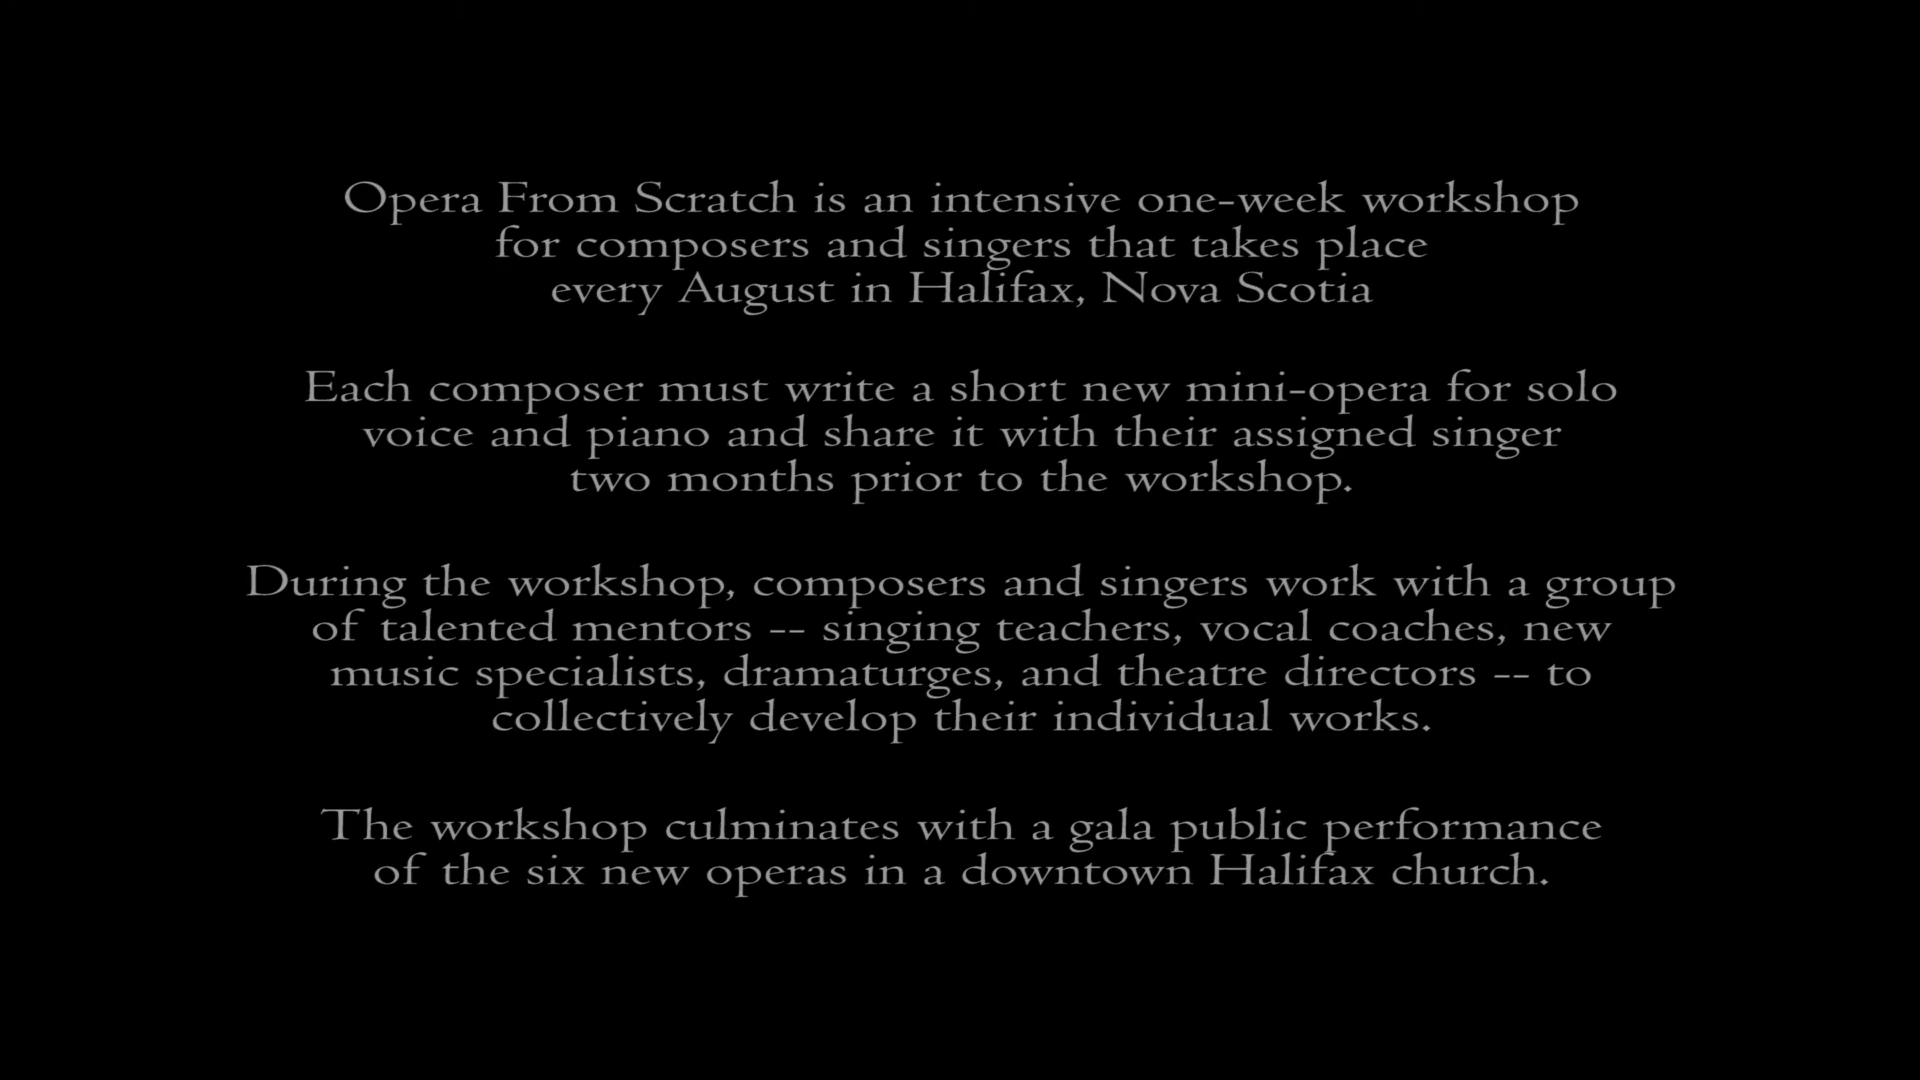 Opera From Scratch is an intensive one-week workshop
for composers and singers that takes place
every August in Halifax, Nova Scotia
Each composer must write a short new mini-opera for solo
voice and piano and share it with their assigned singer
two months prior to the workshop.
During the workshop, composers and singers work with a group
of talented mentors -- singing teachers, vocal coaches, new
music specialists, dramaturges, and theatre directors -- to
collectively develop their individual works.
The workshop culminates with a gala public performance
of the six new operas in a downtown Halifax church.